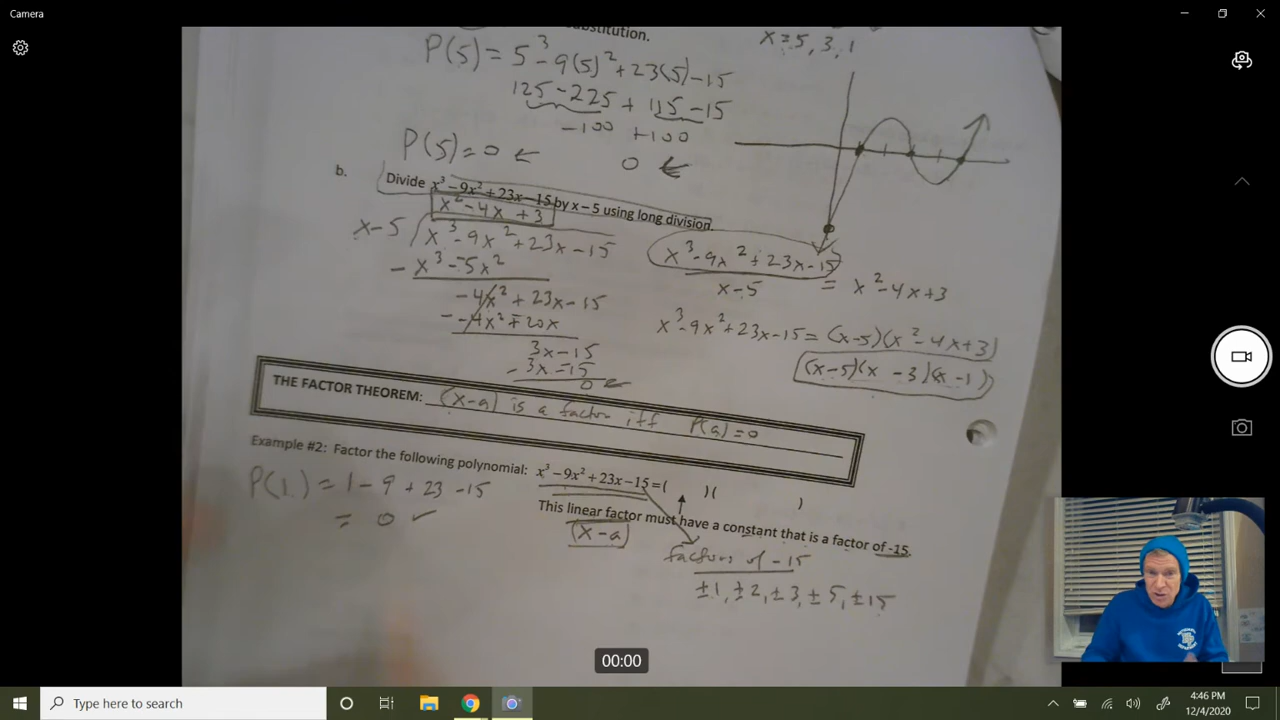 Camera
substitution.
x = 5, 3, 1
P(5) = 5³ - 9(5)² + 23(5) - 15
125 - 225 + 115 - 15
-100 +100
P(5) = 0 ← 0 ←
b. Divide x³ - 9x² + 23x - 15 by x - 5 using long division.
x² - 4x + 3
x - 5 ) x³ - 9x² + 23x - 15
- x³ - 5x²
-4x² + 23x - 15
- -4x² + 20x
3x - 15
- 3x - 15
0 ←
x³ - 9x² + 23x - 15
x - 5
= x² - 4x + 3
x³ - 9x² + 23x - 15 = (x-5)(x² - 4x + 3)
(x-5)(x - 3)(x - 1)
THE FACTOR THEOREM: (x-a) is a factor iff P(a) = 0
Example #2: Factor the following polynomial: x³ - 9x² + 23x - 15 = ( )( )
P(1) = 1 - 9 + 23 - 15
= 0 ✓
This linear factor must have a constant that is a factor of -15.
(x - a)
factors of -15
±1, ±2, ±3, ±5, ±15
00:00
Type here to search
4:46 PM
12/4/2020